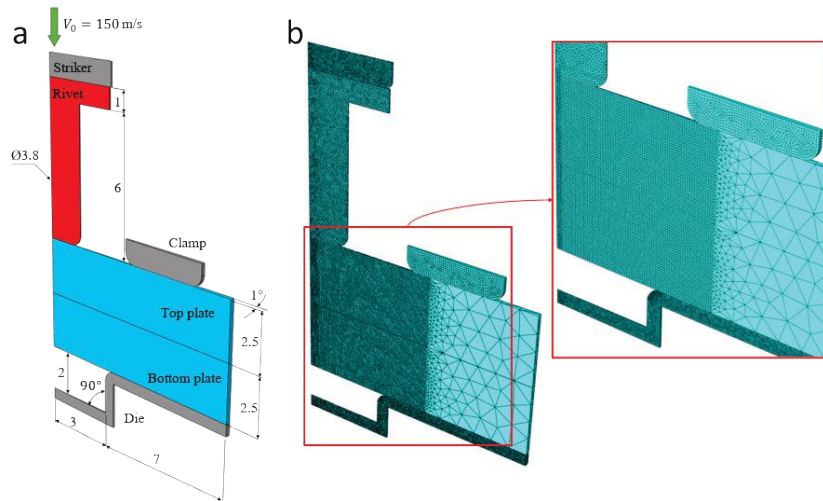 a
V₀ = 150 m/s
b
Striker
Rivet
1
Ø3.8
6
Clamp
1°
Top plate
2.5
Bottom plate
2
90°
2.5
Die
3
7